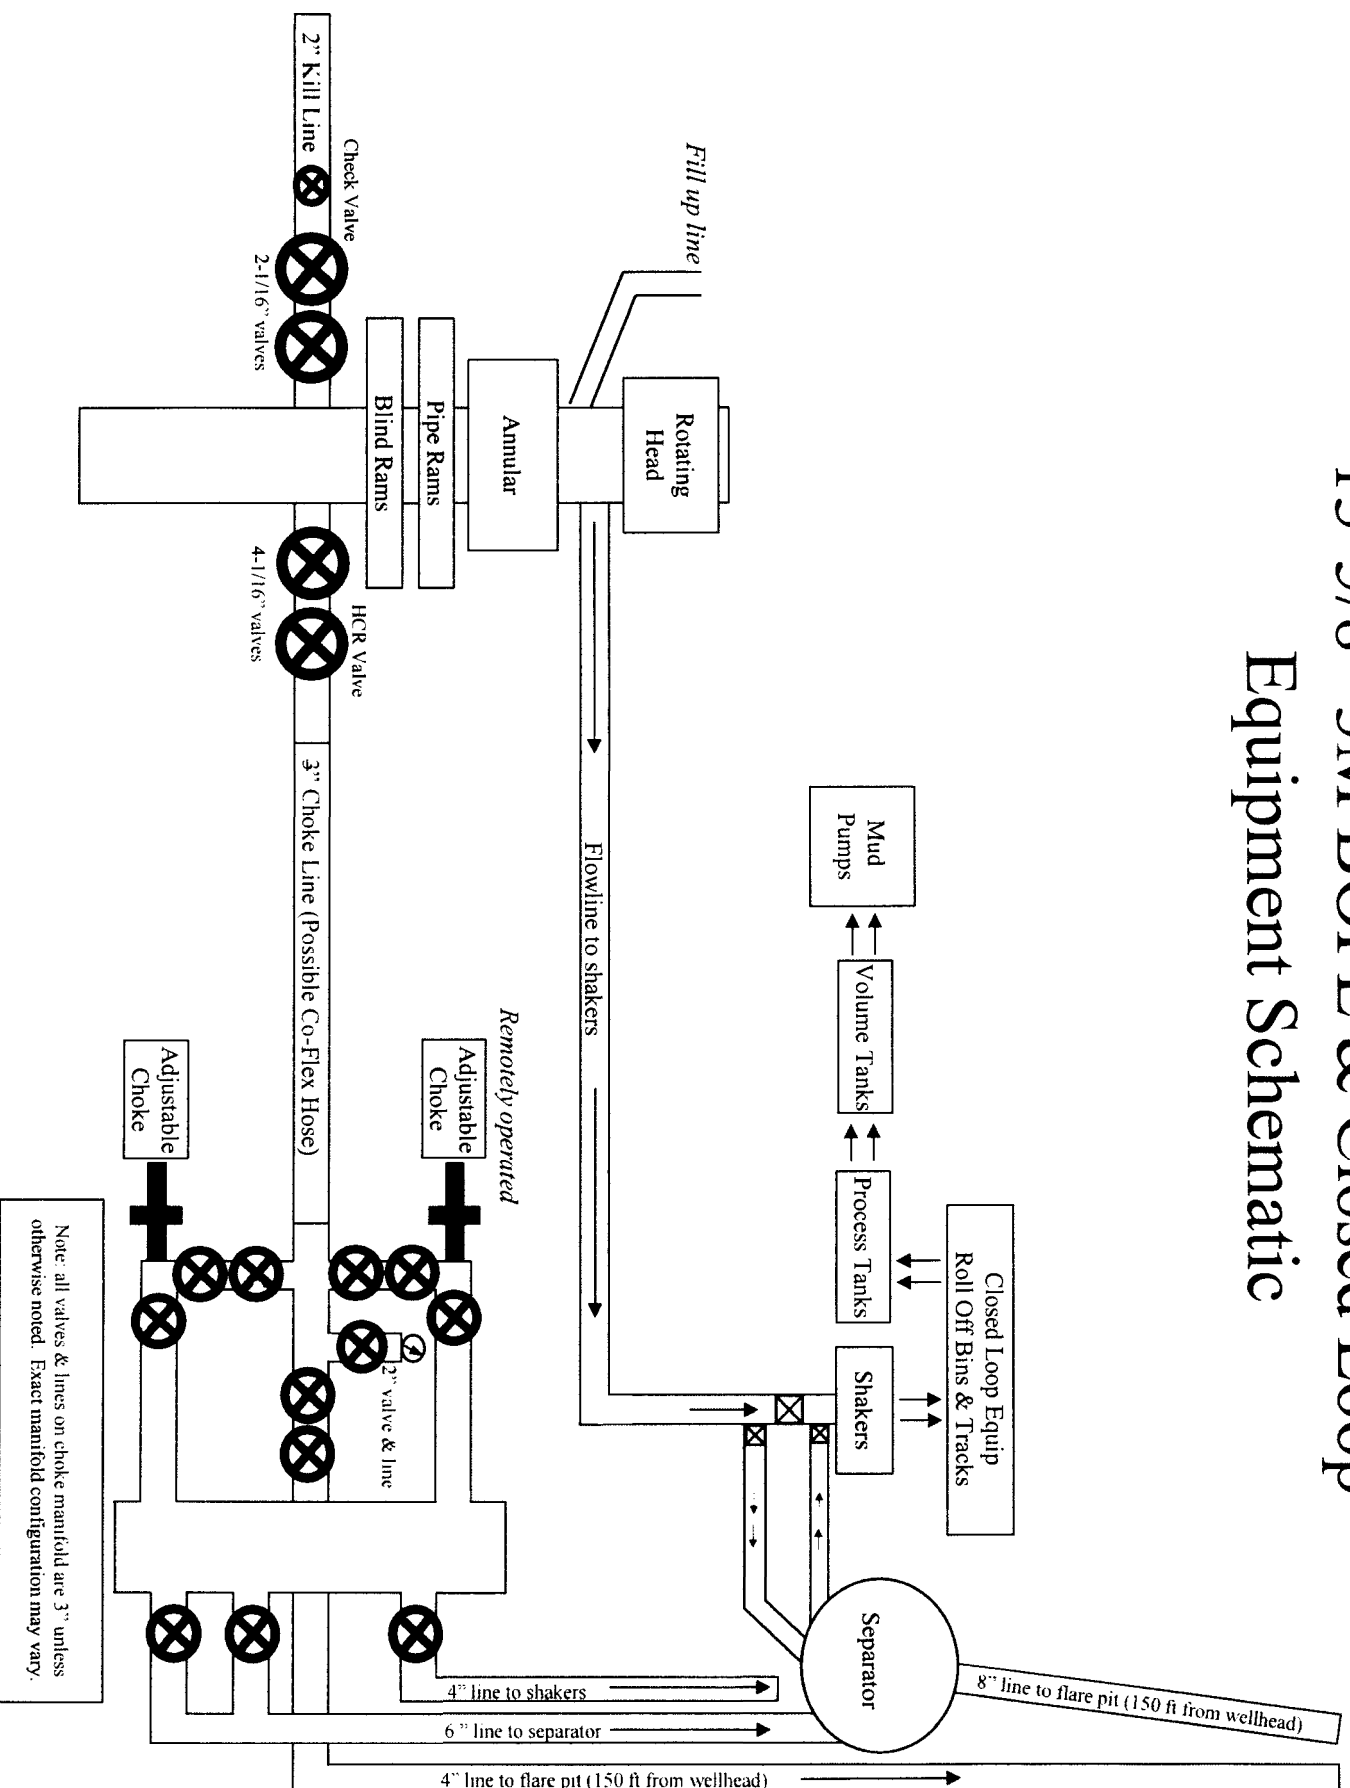 Equipment Schematic
Fill up line
Rotating
Head
Annular
Pipe Rams
Blind Rams
Check Valve
2" Kill Line
2-1/16" valves
HCR Valve
4-1/16" valves
3" Choke Line (Possible Co-Flex Hose)
Flowline to shakers
Mud
Pumps
Volume Tanks
Process Tanks
Closed Loop Equip
Roll Off Bins & Tracks
Shakers
Separator
8" line to flare pit (150 ft from wellhead)
Remotely operated
Adjustable
Choke
Adjustable
Choke
2" valve & line
4" line to shakers
6 " line to separator
4" line to flare pit (150 ft from wellhead)
Note: all valves & lines on choke manifold are 3" unless
otherwise noted. Exact manifold configuration may vary.